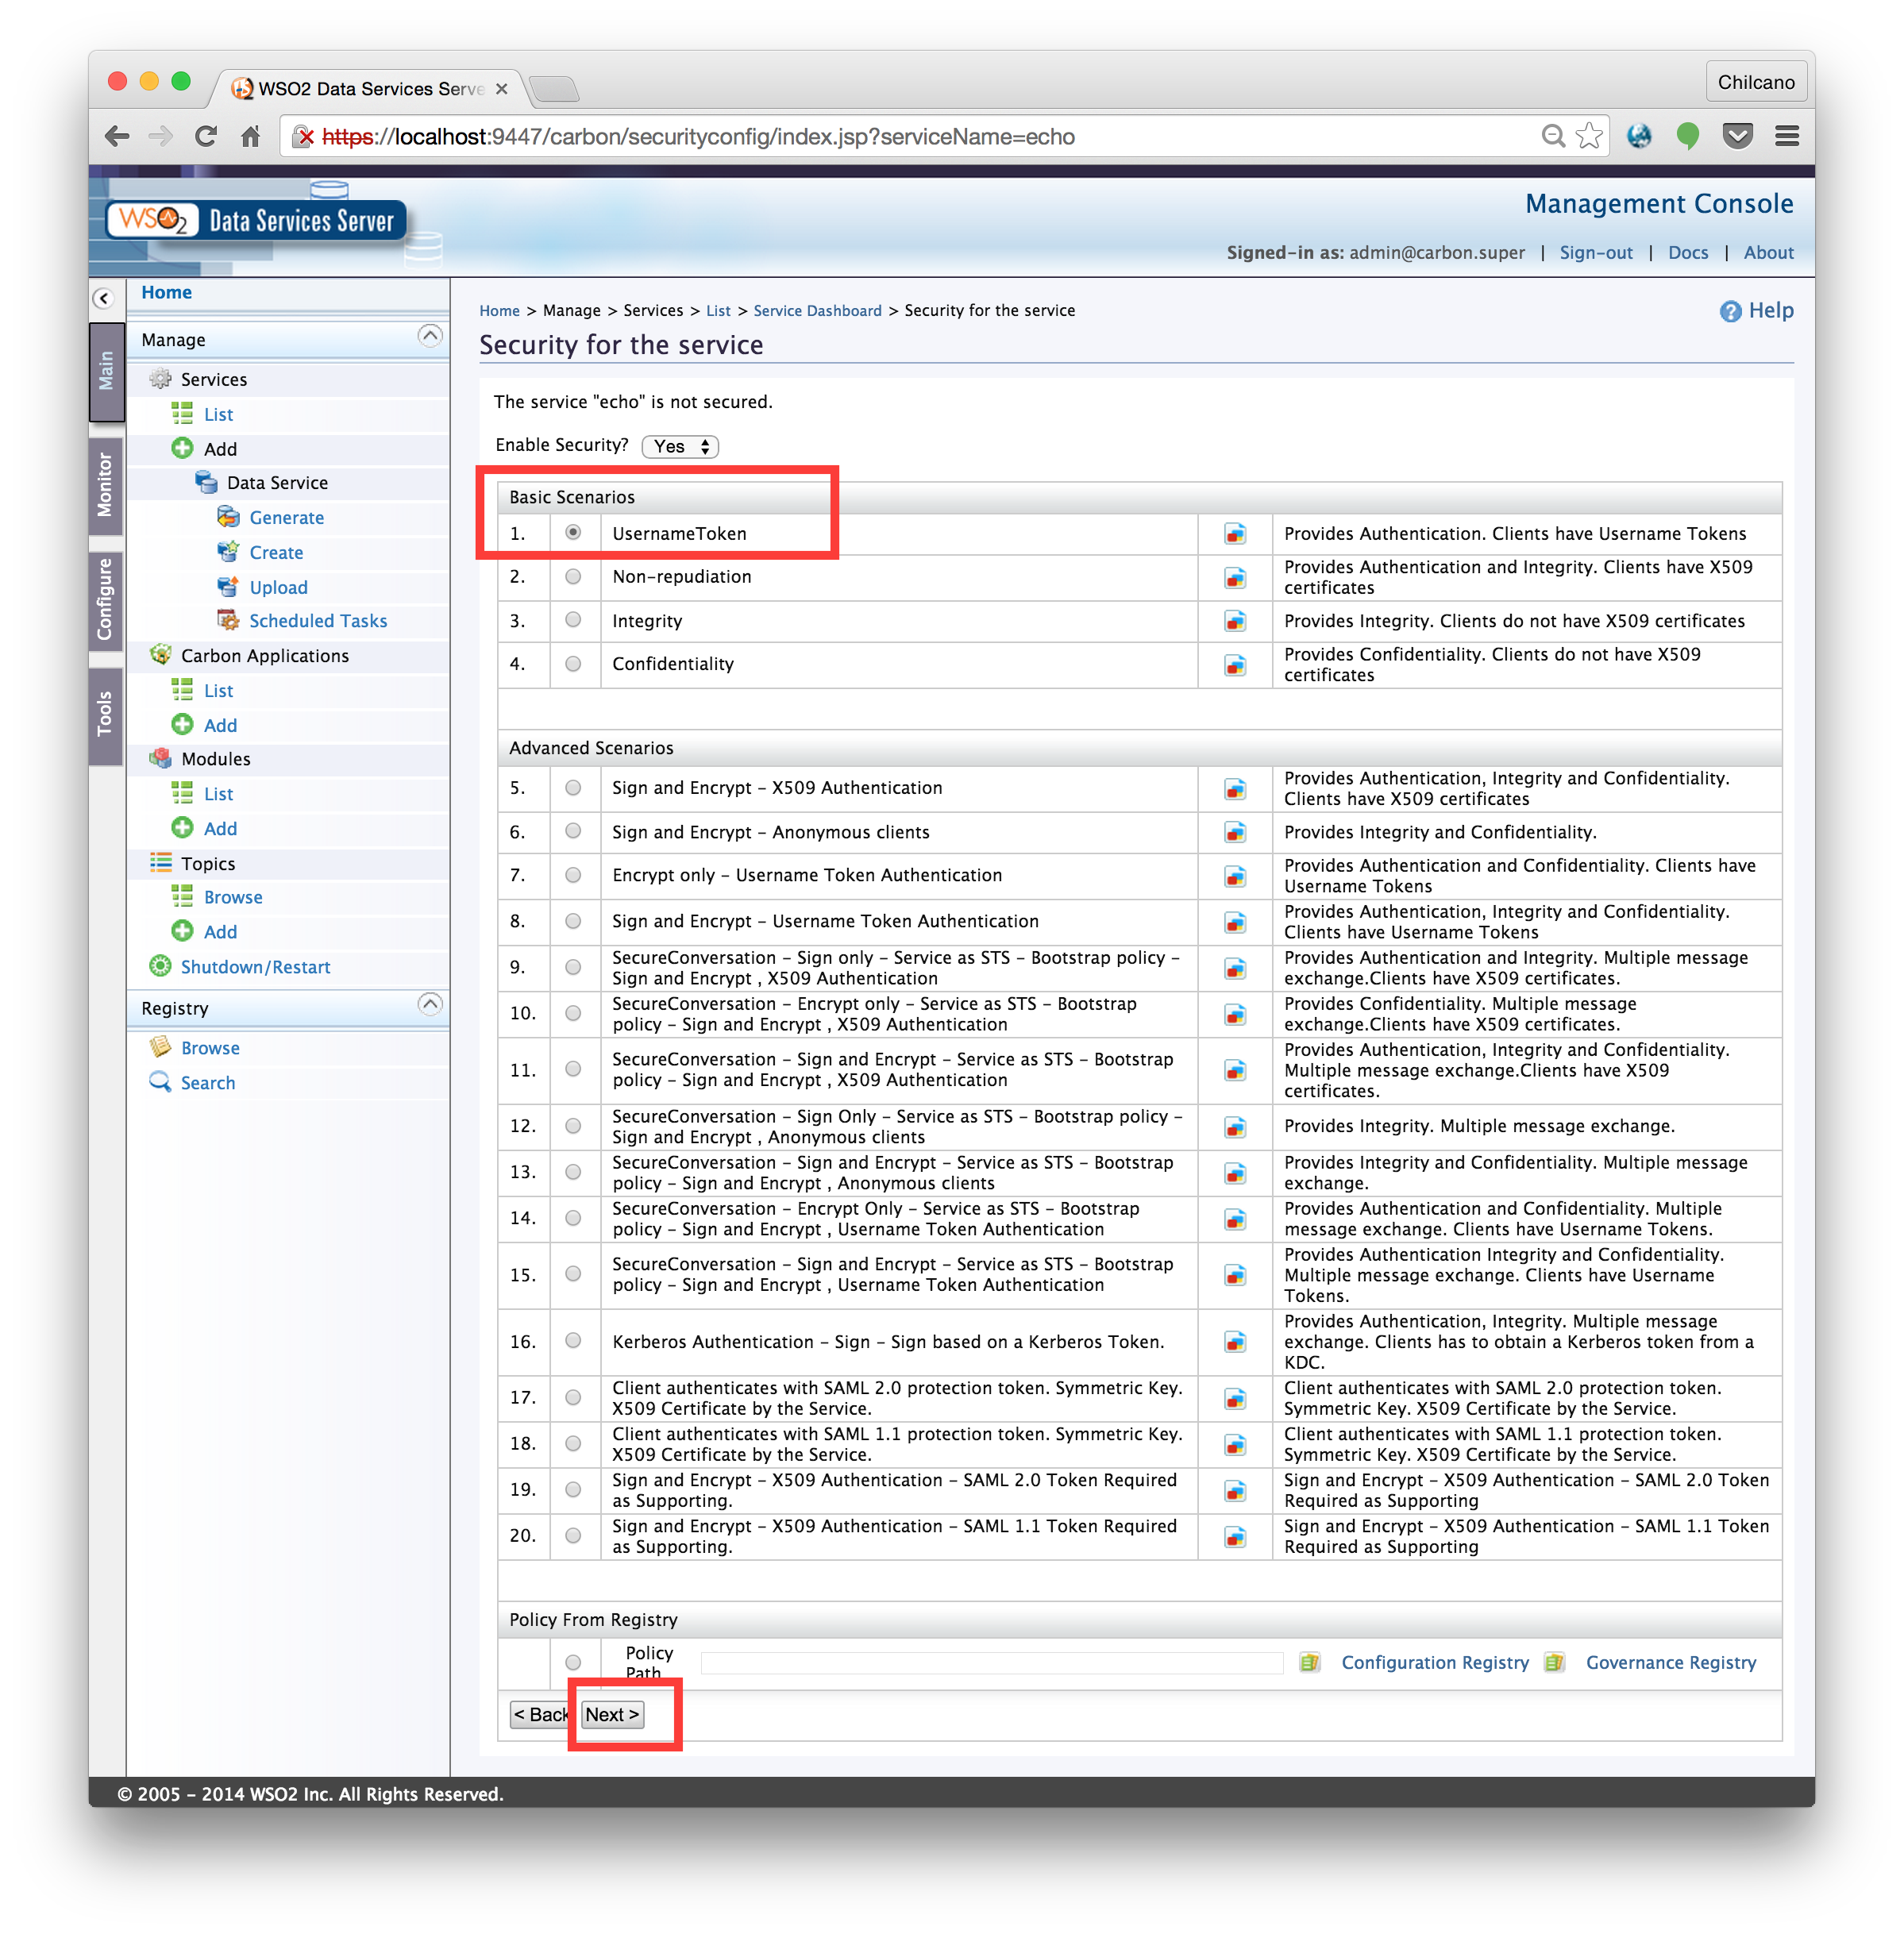 WSO2 Data Services Serve
Chilcano
https://localhost:9447/carbon/securityconfig/index.jsp?serviceName=echo
WSO2 Data Services Server
Management Console
Signed-in as: admin@carbon.super | Sign-out | Docs | About
Main
Monitor
Configure
Tools
Home
Manage
Services
List
Add
Data Service
Generate
Create
Upload
Scheduled Tasks
Carbon Applications
List
Add
Modules
List
Add
Topics
Browse
Add
Shutdown/Restart
Registry
Browse
Search
Home > Manage > Services > List > Service Dashboard > Security for the service
Help
Security for the service
The service "echo" is not secured.
Enable Security? Yes
Basic Scenarios
1. UsernameToken Provides Authentication. Clients have Username Tokens
2. Non-repudiation
Provides Authentication and Integrity. Clients have X509
certificates
3. Integrity Provides Integrity. Clients do not have X509 certificates
4. Confidentiality
Provides Confidentiality. Clients do not have X509
certificates
Advanced Scenarios
5. Sign and Encrypt - X509 Authentication
Provides Authentication, Integrity and Confidentiality.
Clients have X509 certificates
6. Sign and Encrypt - Anonymous clients Provides Integrity and Confidentiality.
7. Encrypt only - Username Token Authentication
Provides Authentication and Confidentiality. Clients have
Username Tokens
8. Sign and Encrypt - Username Token Authentication
Provides Authentication, Integrity and Confidentiality.
Clients have Username Tokens
9. SecureConversation - Sign only - Service as STS - Bootstrap policy -
Sign and Encrypt , X509 Authentication
Provides Authentication and Integrity. Multiple message
exchange.Clients have X509 certificates.
10. SecureConversation - Encrypt only - Service as STS - Bootstrap
policy - Sign and Encrypt , X509 Authentication
Provides Confidentiality. Multiple message
exchange.Clients have X509 certificates.
11. SecureConversation - Sign and Encrypt - Service as STS - Bootstrap
policy - Sign and Encrypt , X509 Authentication
Provides Authentication, Integrity and Confidentiality.
Multiple message exchange.Clients have X509
certificates.
12. SecureConversation - Sign Only - Service as STS - Bootstrap policy -
Sign and Encrypt , Anonymous clients
Provides Integrity. Multiple message exchange.
13. SecureConversation - Sign and Encrypt - Service as STS - Bootstrap
policy - Sign and Encrypt , Anonymous clients
Provides Integrity and Confidentiality. Multiple message
exchange.
14. SecureConversation - Encrypt Only - Service as STS - Bootstrap
policy - Sign and Encrypt , Username Token Authentication
Provides Authentication and Confidentiality. Multiple
message exchange. Clients have Username Tokens.
15. SecureConversation - Sign and Encrypt - Service as STS - Bootstrap
policy - Sign and Encrypt , Username Token Authentication
Provides Authentication Integrity and Confidentiality.
Multiple message exchange. Clients have Username
Tokens.
16. Kerberos Authentication - Sign - Sign based on a Kerberos Token.
Provides Authentication, Integrity. Multiple message
exchange. Clients has to obtain a Kerberos token from a
KDC.
17. Client authenticates with SAML 2.0 protection token. Symmetric Key.
X509 Certificate by the Service.
Client authenticates with SAML 2.0 protection token.
Symmetric Key. X509 Certificate by the Service.
18. Client authenticates with SAML 1.1 protection token. Symmetric Key.
X509 Certificate by the Service.
Client authenticates with SAML 1.1 protection token.
Symmetric Key. X509 Certificate by the Service.
19. Sign and Encrypt - X509 Authentication - SAML 2.0 Token Required
as Supporting.
Sign and Encrypt - X509 Authentication - SAML 2.0 Token
Required as Supporting
20. Sign and Encrypt - X509 Authentication - SAML 1.1 Token Required
as Supporting.
Sign and Encrypt - X509 Authentication - SAML 1.1 Token
Required as Supporting
Policy From Registry
Policy
Path
Configuration Registry Governance Registry
< Back Next >
© 2005 - 2014 WSO2 Inc. All Rights Reserved.